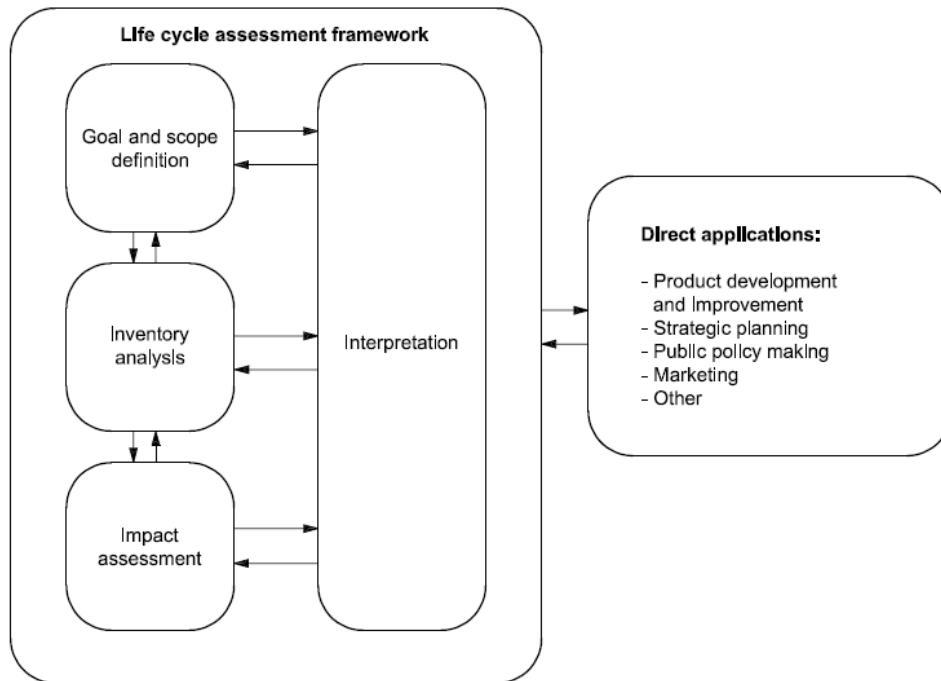 Life cycle assessment framework
Goal and scope
definition
Inventory
analysis
Impact
assessment
Interpretation
Direct applications:
- Product development
and Improvement
- Strategic planning
- Public policy making
- Marketing
- Other